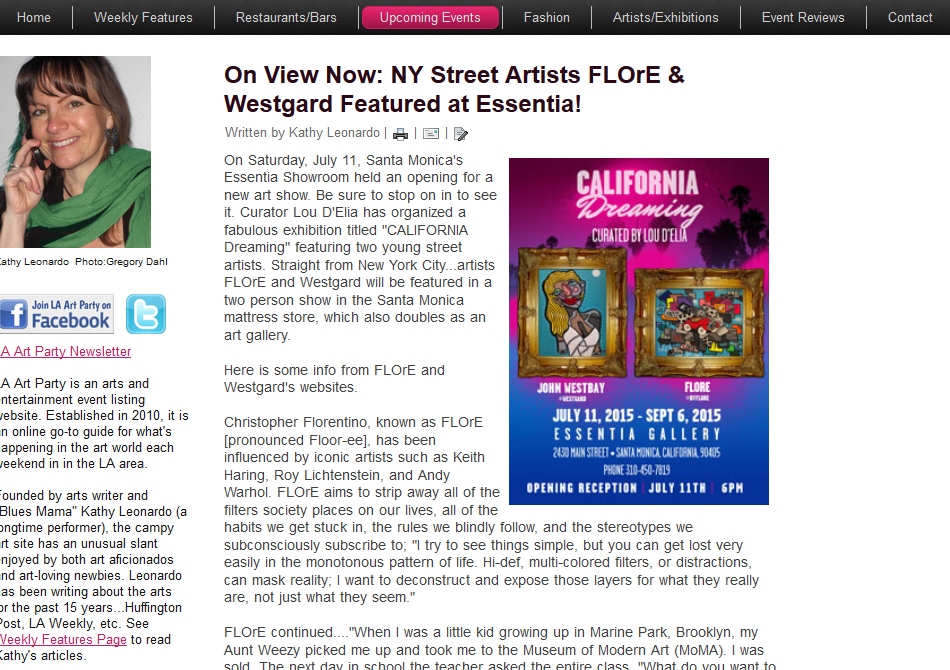 Home
Weekly Features
Restaurants/Bars
Upcoming Events
Fashion
Artists/Exhibitions
Event Reviews
Contact
On View Now: NY Street Artists FLOrE &
Westgard Featured at Essentia!
Written by Kathy Leonardo | | |
On Saturday, July 11, Santa Monica's
Essentia Showroom held an opening for a
new art show. Be sure to stop on in to see
it. Curator Lou D'Elia has organized a
fabulous exhibition titled "CALIFORNIA
Dreaming" featuring two young street
artists. Straight from New York City...artists
FLOrE and Westgard will be featured in a
two person show in the Santa Monica
mattress store, which also doubles as an
art gallery.
Here is some info from FLOrE and
Westgard's websites.
Christopher Florentino, known as FLOrE
[pronounced Floor-ee], has been
influenced by iconic artists such as Keith
Haring, Roy Lichtenstein, and Andy
Warhol. FLOrE aims to strip away all of the
filters society places on our lives, all of the
habits we get stuck in, the rules we blindly follow, and the stereotypes we
subconsciously subscribe to; "I try to see things simple, but you can get lost very
easily in the monotonous pattern of life. Hi-def, multi-colored filters, or distractions,
can mask reality; I want to deconstruct and expose those layers for what they really
are, not just what they seem."
FLOrE continued...."When I was a little kid growing up in Marine Park, Brooklyn, my
Aunt Weezy picked me up and took me to the Museum of Modern Art (MoMA). I was
sold. The next day in school the teacher asked the entire class, "What do you want to
CALIFORNIA
Dreaming
CURATED BY LOU D'ELIA
JOHN WESTBAY
@WESTGARD
FLORE
@BYFLORE
JULY 11, 2015 - SEPT 6, 2015
ESSENTIA GALLERY
2430 MAIN STREET • SANTA MONICA, CALIFORNIA, 90405
PHONE 310-450-7819
OPENING RECEPTION | JULY 11TH | 6PM
athy Leonardo Photo:Gregory Dahl
f Join LA Art Party on
Facebook
t
A Art Party Newsletter
A Art Party is an arts and
ntertainment event listing
website. Established in 2010, it is
n online go-to guide for what's
appening in the art world each
weekend in in the LA area.
ounded by arts writer and
"Blues Mama" Kathy Leonardo (a
ongtime performer), the campy
rt site has an unusual slant
njoyed by both art aficionados
nd art-loving newbies. Leonardo
as been writing about the arts
or the past 15 years...Huffington
Post, LA Weekly, etc. See
Weekly Features Page to read
Kathy's articles.